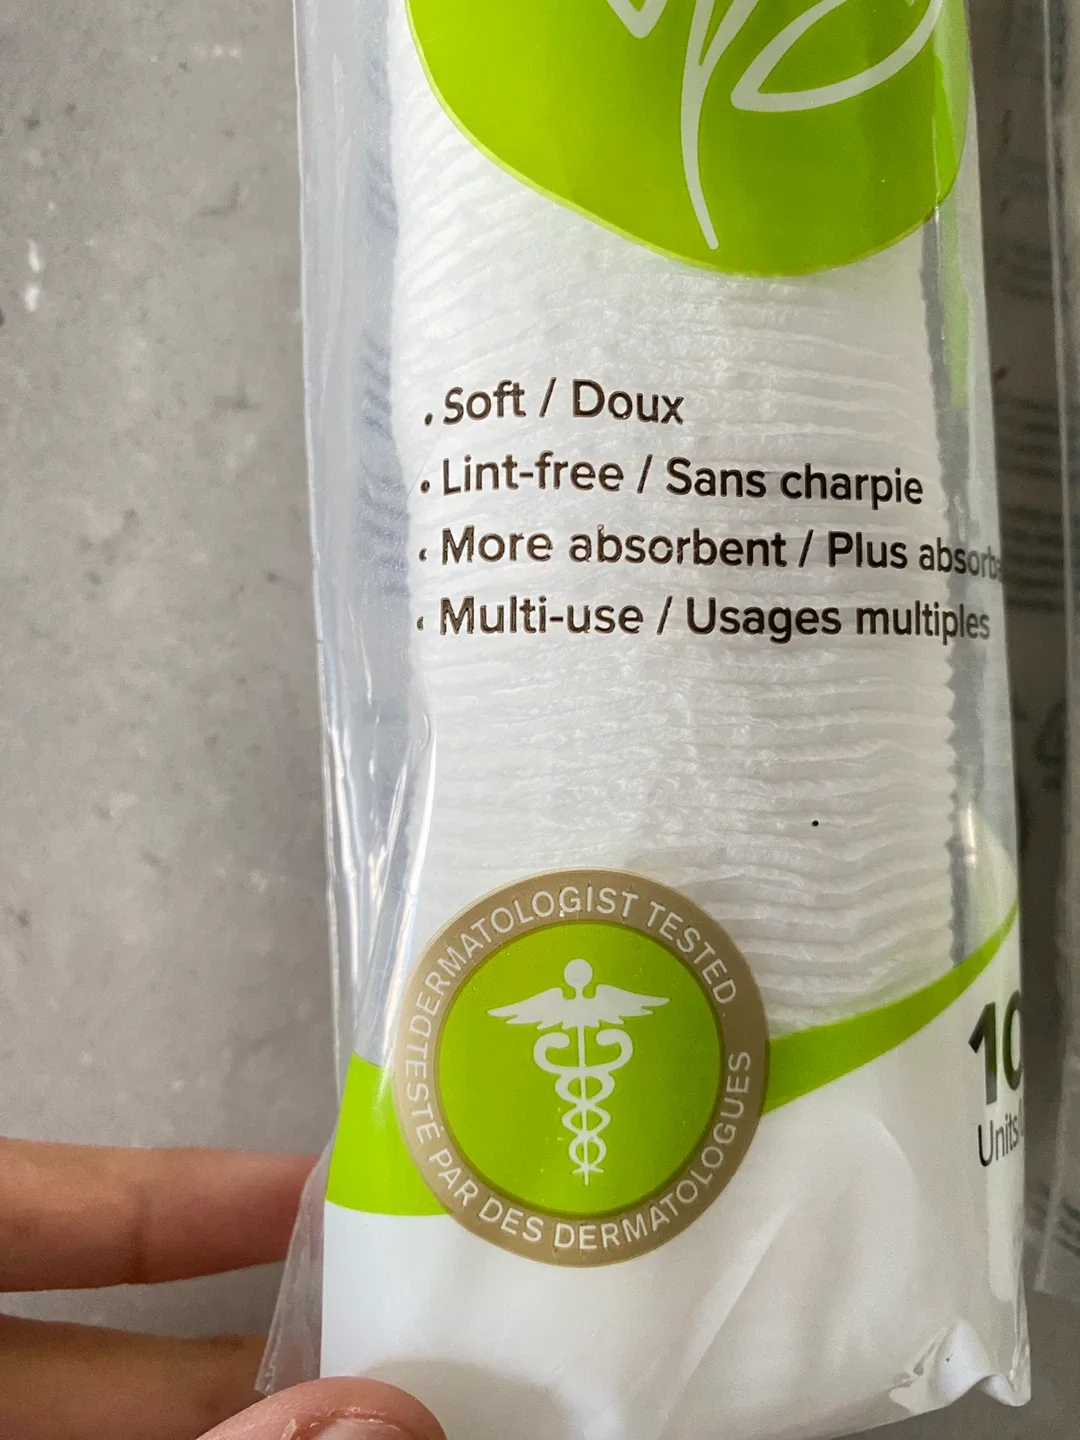 . Soft / Doux
. Lint-free / Sans charpie
. More absorbent / Plus
. Multi-use / Usages multiples
DERMATOLOGIST TESTED
TESTÉ PAR DES DERMATOLOGUES
10
Units